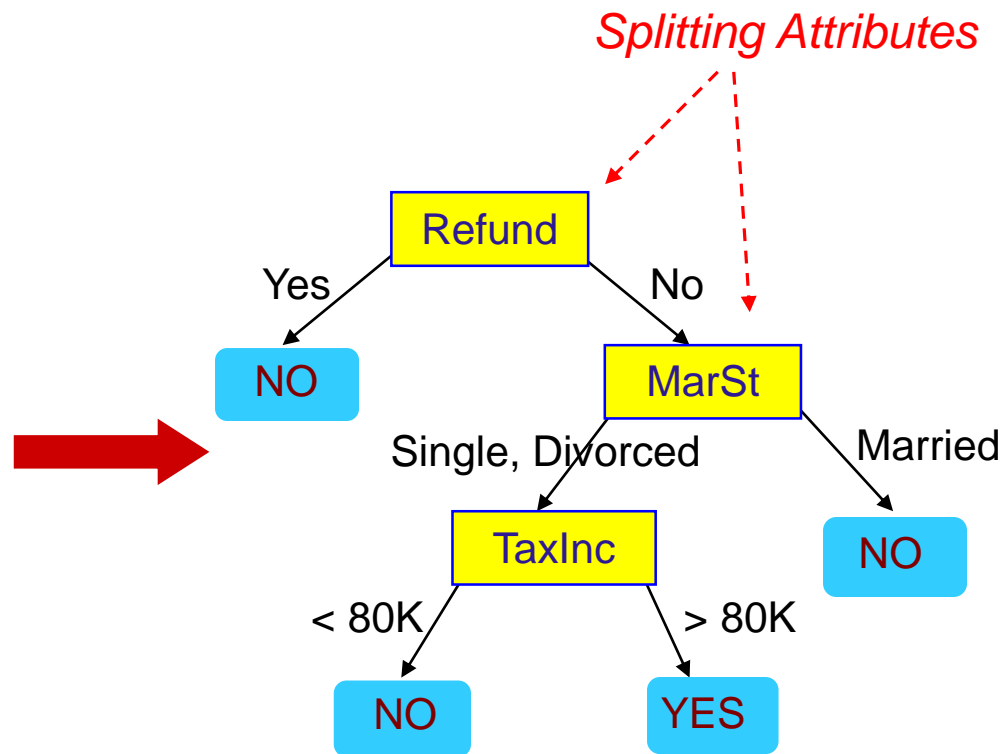 Splitting Attributes
Refund
Yes
No
NO
MarSt
Single, Divorced
Married
TaxInc
NO
< 80K
> 80K
NO
YES